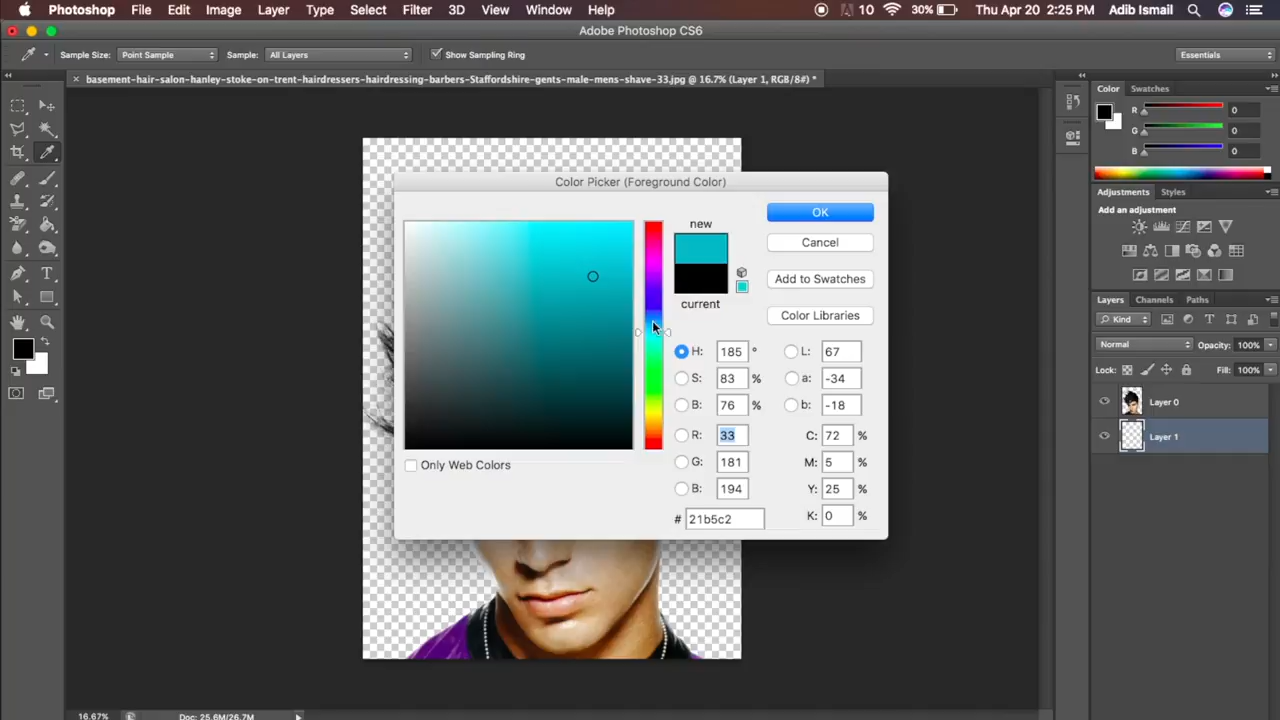 Photoshop File Edit Image Layer Type Select Filter 3D View Window Help 10 30% Thu Apr 20 2:25 PM Adib Ismail
Adobe Photoshop CS6
Sample Size: Point Sample Sample: All Layers Show Sampling Ring Essentials
basement-hair-salon-hanley-stoke-on-trent-hairdressers-hairdressing-barbers-Staffordshire-gents-male-mens-shave-33.jpg @ 16.7% (Layer 1, RGB/8#) *
Color Swatches
R 0
G 0
B 0
Adjustments Styles
Add an adjustment
Layers Channels Paths
Kind
Normal Opacity: 100%
Lock: Fill: 100%
Layer 0
Layer 1
Color Picker (Foreground Color)
new
current
OK
Cancel
Add to Swatches
Color Libraries
H: 185 ° L: 67
S: 83 % a: -34
B: 76 % b: -18
R: 33 C: 72 %
G: 181 M: 5 %
B: 194 Y: 25 %
# 21b5c2 K: 0 %
Only Web Colors
16.67% Doc: 25.6M/26.7M